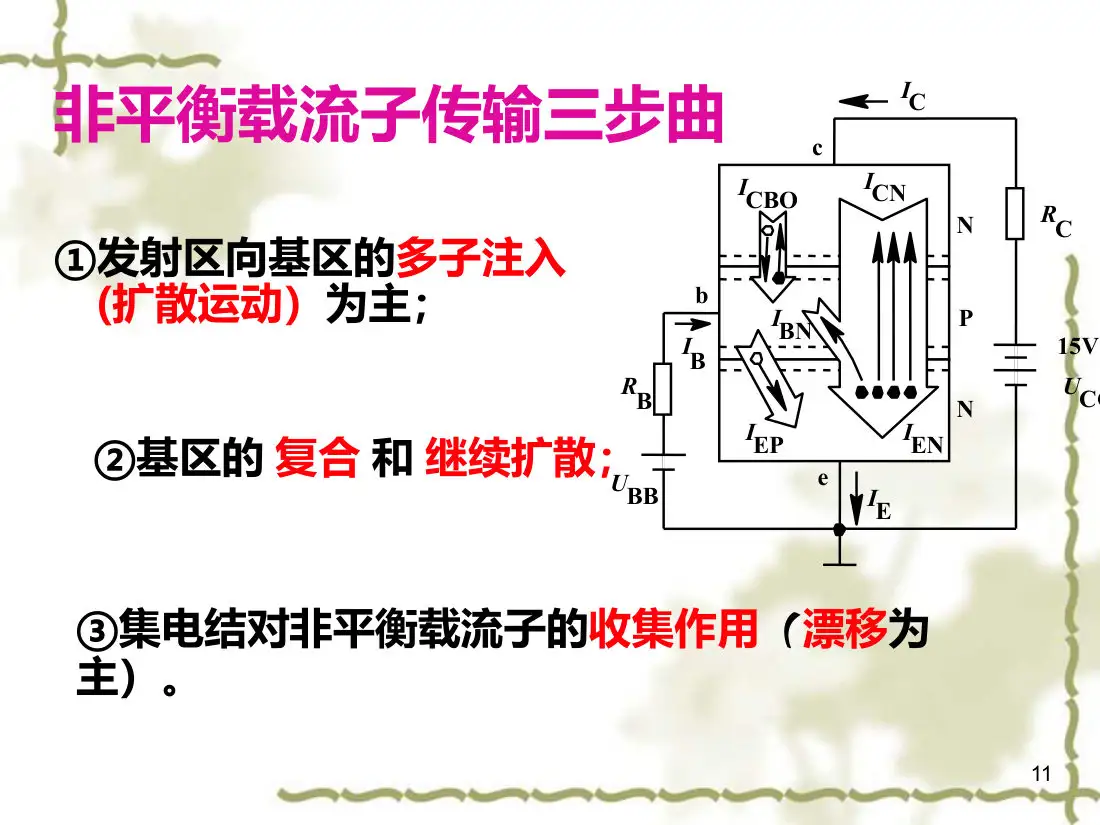 非平衡载流子传输三步曲
①发射区向基区的多子注入
(扩散运动）为主；
②基区的 复合 和 继续扩散；
③集电结对非平衡载流子的收集作用（漂移为
主）。
IC
c
ICBO
ICN
N
RC
b
IBN
P
IB
15V
RB
UCC
N
IEP
IEN
UBB
e
IE
11